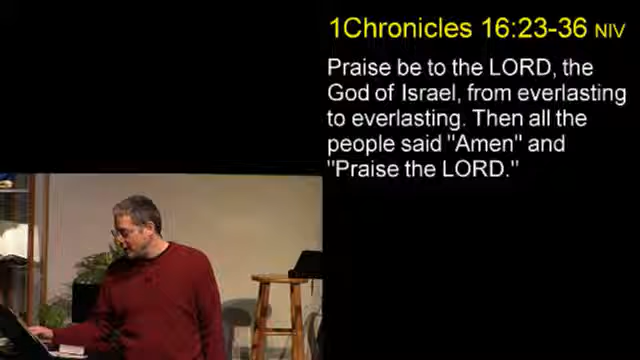 1Chronicles 16:23-36 NIV
Praise be to the LORD, the
God of Israel, from everlasting
to everlasting. Then all the
people said "Amen" and
"Praise the LORD."